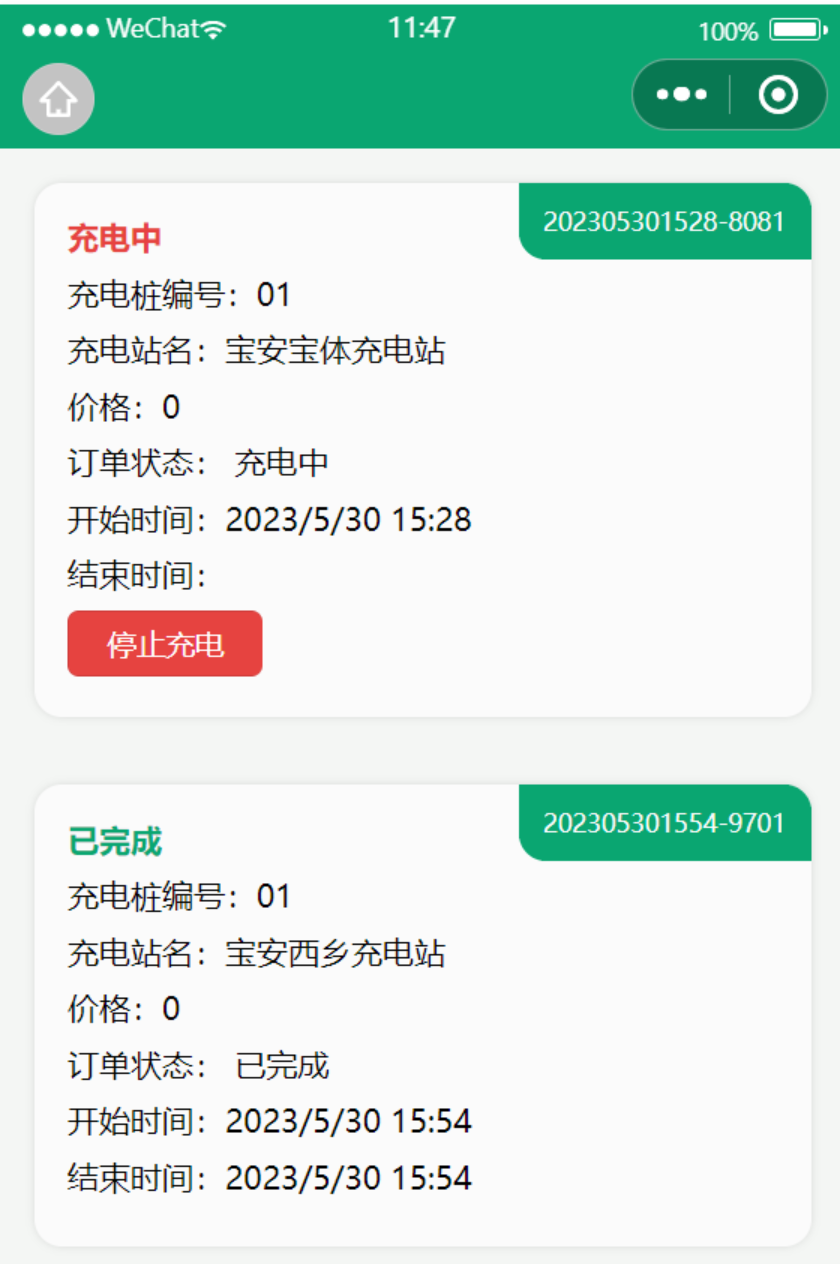 WeChat 11:47 100%
充电中 202305301528-8081
充电桩编号：01
充电站名：宝安宝体充电站
价格：0
订单状态： 充电中
开始时间：2023/5/30 15:28
结束时间：
停止充电
已完成 202305301554-9701
充电桩编号：01
充电站名：宝安西乡充电站
价格：0
订单状态： 已完成
开始时间：2023/5/30 15:54
结束时间：2023/5/30 15:54